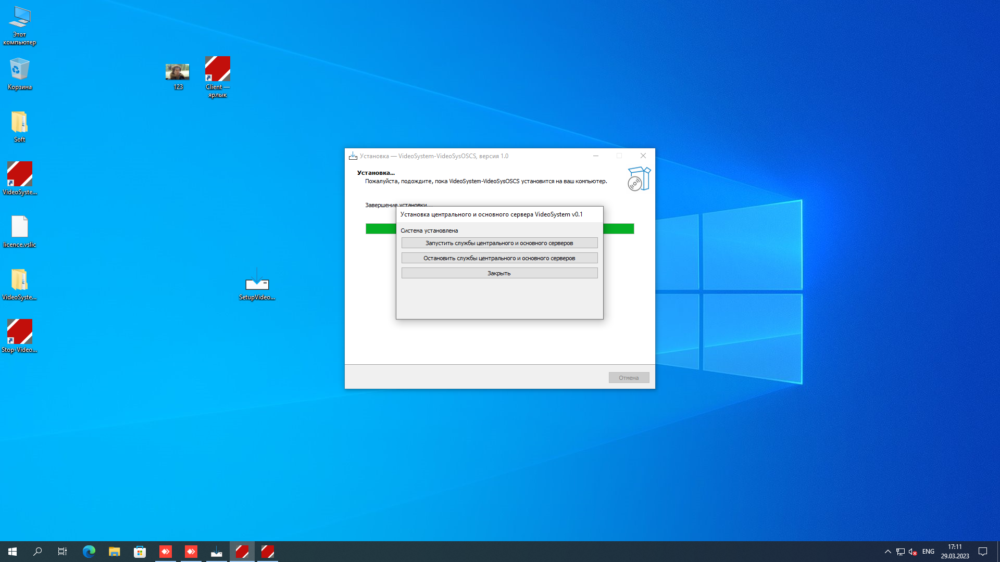 Этот
компьютер
Корзина
Soft
VideoSyste...
licence.vslic
VideoSyste...
Stop-Video...
123
Client —
ярлык
SetupVideo...
Установка — VideoSystem-VideoSysOSCS, версия 1.0
Установка...
Пожалуйста, подождите, пока VideoSystem-VideoSysOSCS установится на ваш компьютер.
Завершение установки...
Установка центрального и основного сервера VideoSystem v0.1
Система установлена
Запустить службы центрального и основного серверов
Остановить службы центрального и основного серверов
Закрыть
Отмена
ENG
17:11
29.03.2023